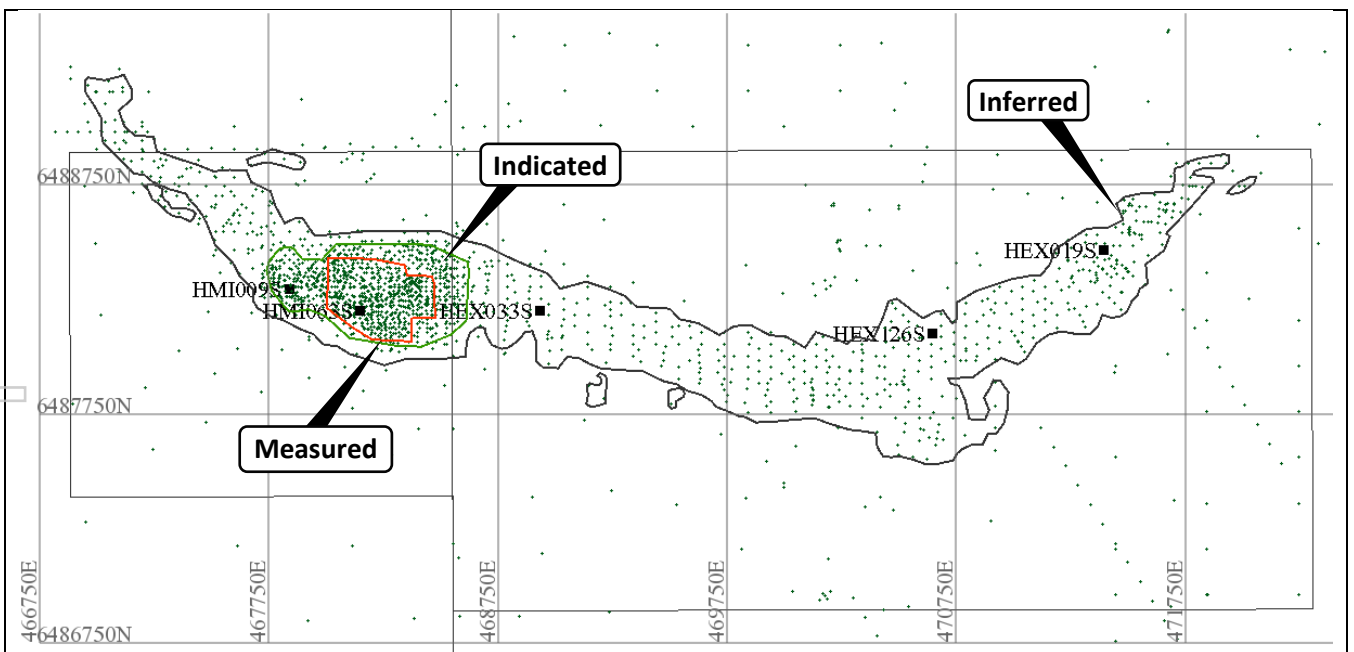 Inferred
Indicated
6488750N
HEX019S
HMI009S
HMI063S
HEX033S
HEX126S
6487750N
Measured
466750E
467750E
468750E
469750E
470750E
471750E
6486750N